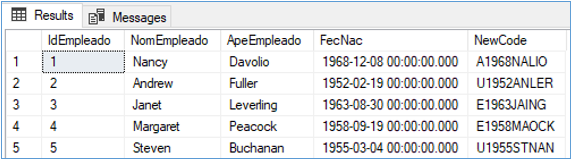 Results Messages
IdEmpleado NomEmpleado ApeEmpleado FecNac NewCode
1 1 Nancy Davolio 1968-12-08 00:00:00.000 A1968NALIO
2 2 Andrew Fuller 1952-02-19 00:00:00.000 U1952ANLER
3 3 Janet Leverling 1963-08-30 00:00:00.000 E1963JAING
4 4 Margaret Peacock 1958-09-19 00:00:00.000 E1958MAOCK
5 5 Steven Buchanan 1955-03-04 00:00:00.000 U1955STNAN